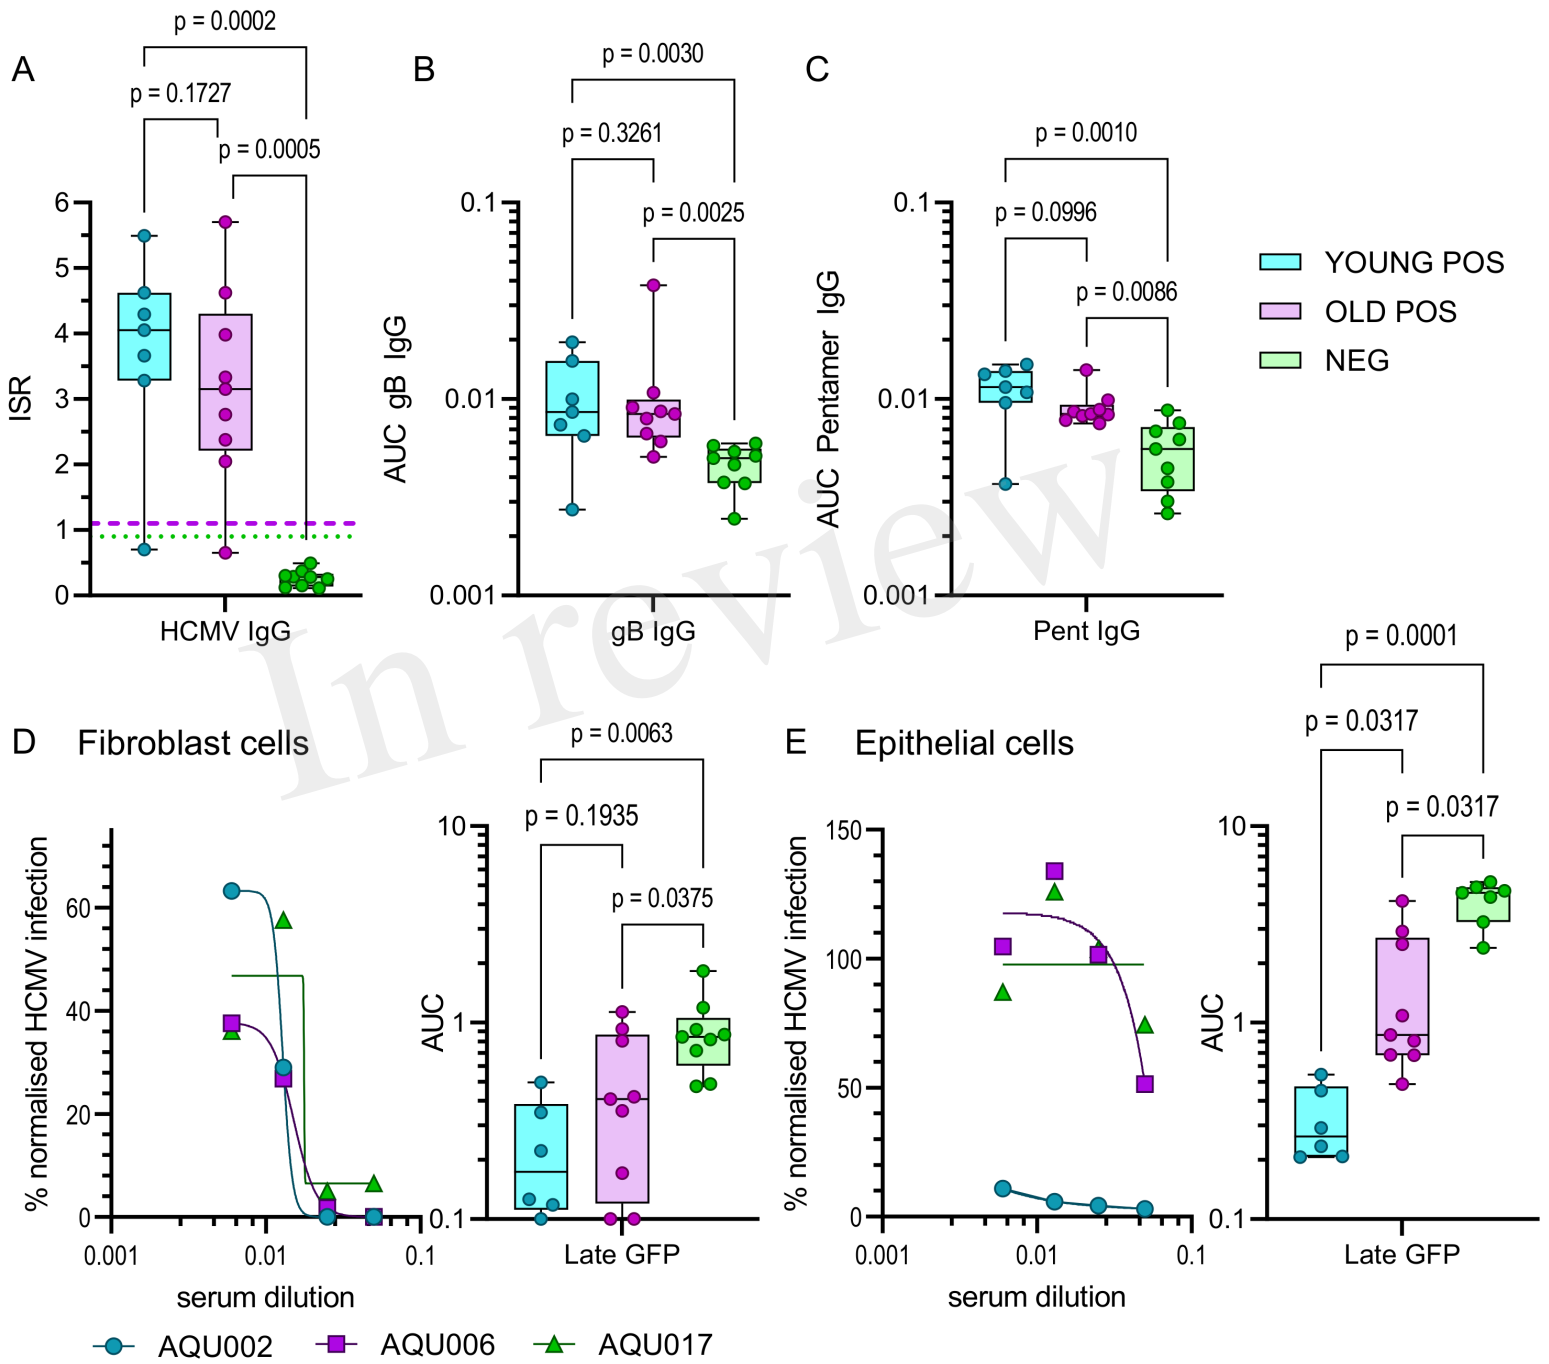 A
p = 0.0002
p = 0.1727
p = 0.0005
ISR
6
5
4
3
2
1
0
HCMV IgG
B
p = 0.0030
p = 0.3261
p = 0.0025
AUC gB IgG
0.1
0.01
0.001
gB IgG
C
p = 0.0010
p = 0.0996
p = 0.0086
AUC Pentamer IgG
0.1
0.01
0.001
Pent IgG
YOUNG POS
OLD POS
NEG
In review
D Fibroblast cells
% normalised HCMV infection
60
40
20
0
0.001 0.01 0.1
serum dilution
p = 0.0063
p = 0.1935
p = 0.0375
AUC
10
1
0.1
Late GFP
E Epithelial cells
% normalised HCMV infection
150
100
50
0
0.001 0.01 0.1
serum dilution
p = 0.0001
p = 0.0317
p = 0.0317
AUC
10
1
0.1
Late GFP
AQU002 AQU006 AQU017